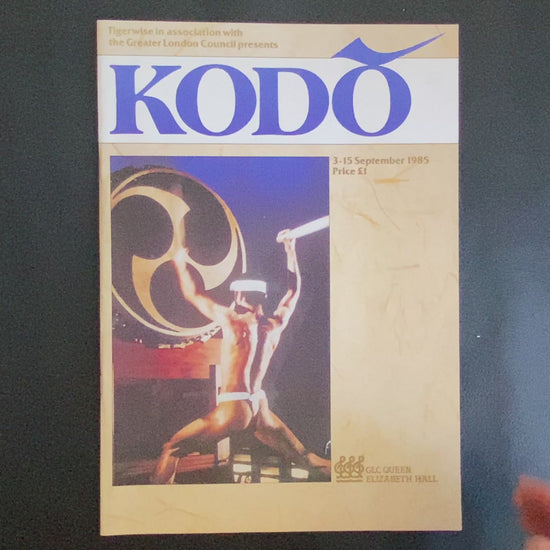 Tigerwise in association with
the Greater London Council presents
KODŌ
3-15 September 1985
Price £1
GLC QUEEN
ELIZABETH HALL